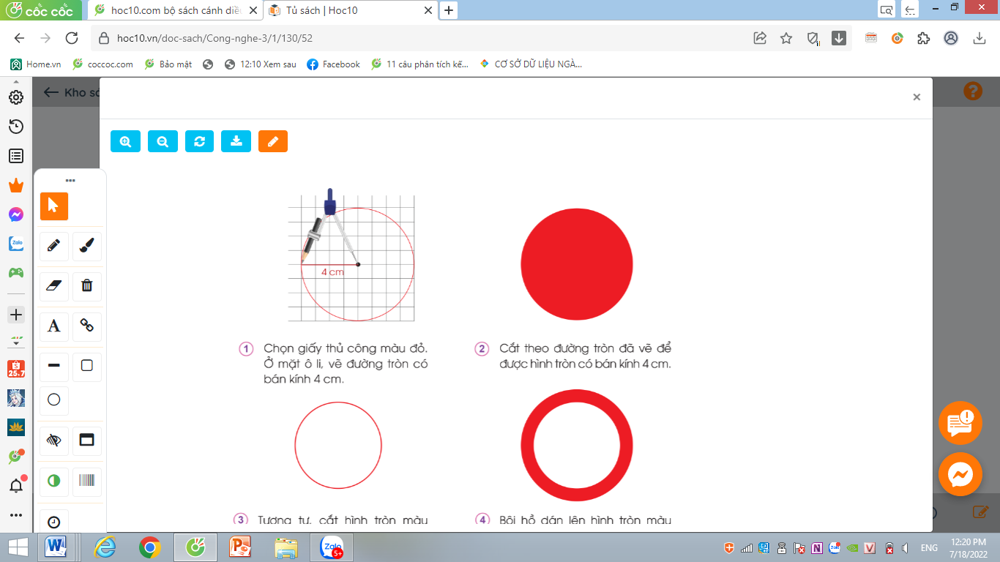 cốc cốc
hoc10.com bộ sách cánh diều
Tủ sách | Hoc10
hoc10.vn/doc-sach/Cong-nghe-3/1/130/52
Home.vn
coccoc.com
Bảo mật
12:10 Xem sau
Facebook
11 câu phân tích kế...
CƠ SỞ DỮ LIỆU NGÀ...
Kho sá
4 cm
1 Chọn giấy thủ công màu đỏ.
Ở mặt ô li, vẽ đường tròn có
bán kính 4 cm.
2 Cắt theo đường tròn đã vẽ để
được hình tròn có bán kính 4 cm.
3 Tương tự, cắt hình tròn màu
4 Bôi hồ dán lên hình tròn màu
Zalo
25.7
A
Zalo
5+
ENG
12:20 PM
7/18/2022